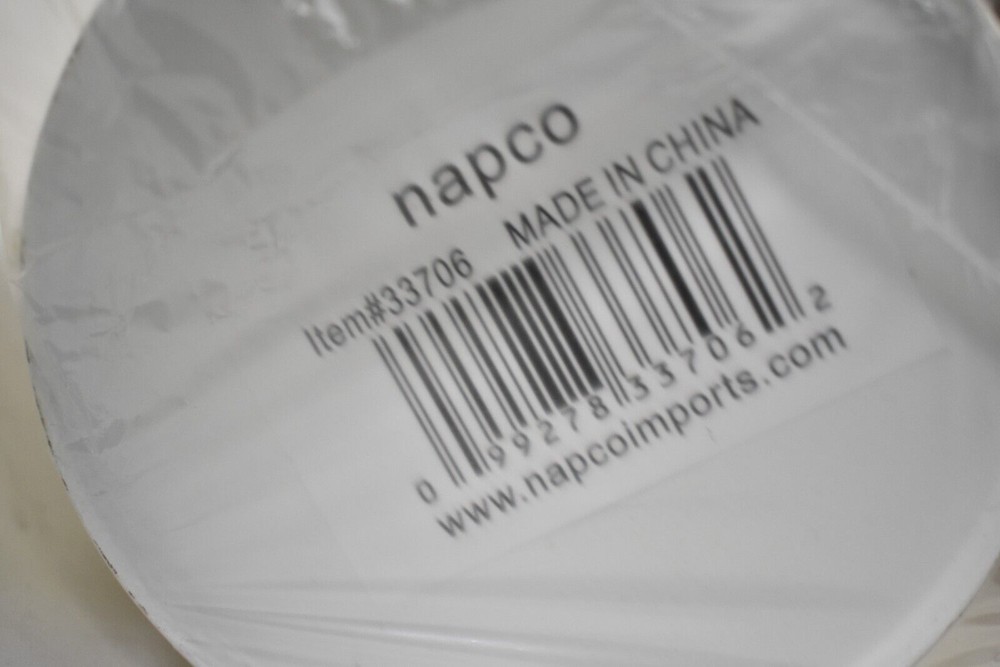 napco
Item#33706 MADE IN CHINA
0 99278 33706 2
www.napcoimports.com